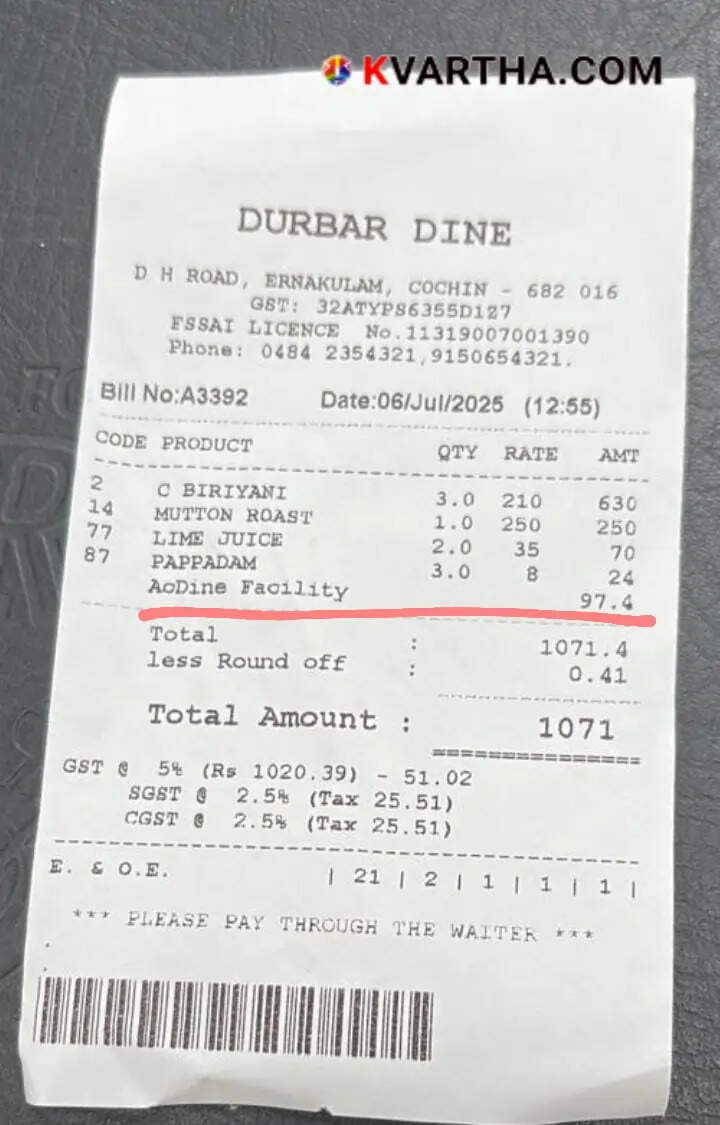 KVARTHA.COM
DURBAR DINE
D H ROAD, ERNAKULAM, COCHIN - 682 016
GST: 32ATYPS6355D1Z7
FSSAI LICENCE No.11319007001390
Phone: 0484 2354321,9150654321.
Bill No:A3392 Date:06/Jul/2025 (12:55)
CODE PRODUCT QTY RATE AMT
2 C BIRIYANI 3.0 210 630
14 MUTTON ROAST 1.0 250 250
77 LIME JUICE 2.0 35 70
87 PAPPADAM 3.0 8 24
AcDine Facility 97.4
Total : 1071.4
less Round off : 0.41
Total Amount : 1071
GST @ 5% (Rs 1020.39) - 51.02
SGST @ 2.5% (Tax 25.51)
CGST @ 2.5% (Tax 25.51)
E. & O.E. | 21 | 2 | 1 | 1 | 1 |
*** PLEASE PAY THROUGH THE WAITER ***